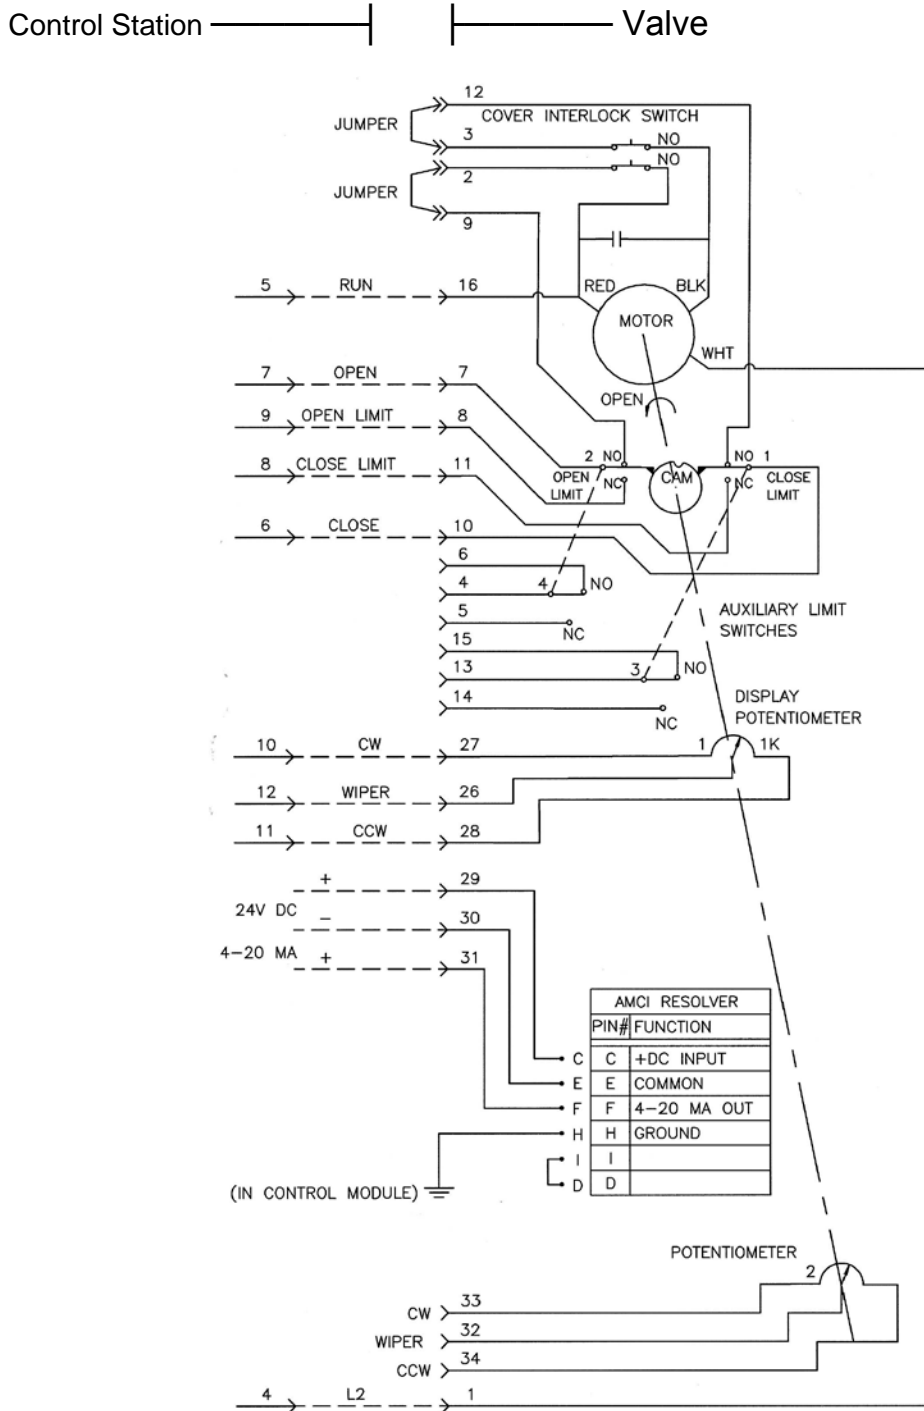 Control Station
Valve
12
COVER INTERLOCK SWITCH
JUMPER
3
NO
NO
2
JUMPER
9
5 RUN 16
RED BLK
MOTOR
WHT
7 OPEN 7
OPEN
9 OPEN LIMIT 8
2 NO NO 1
8 CLOSE LIMIT 11
OPEN LIMIT
NC
CAM
NC
CLOSE LIMIT
6 CLOSE 10
6
4 4 NO
5
NC
AUXILIARY LIMIT
SWITCHES
15
13 3 NO
14
NC
DISPLAY
POTENTIOMETER
10 CW 27 1 1K
12 WIPER 26
11 CCW 28
+ 29
24V DC
– 30
4–20 MA + 31
AMCI RESOLVER
PIN# FUNCTION
C C +DC INPUT
E E COMMON
F F 4–20 MA OUT
H H GROUND
I I
D D
(IN CONTROL MODULE)
POTENTIOMETER
2
CW 33
WIPER 32
CCW 34
4 L2 1